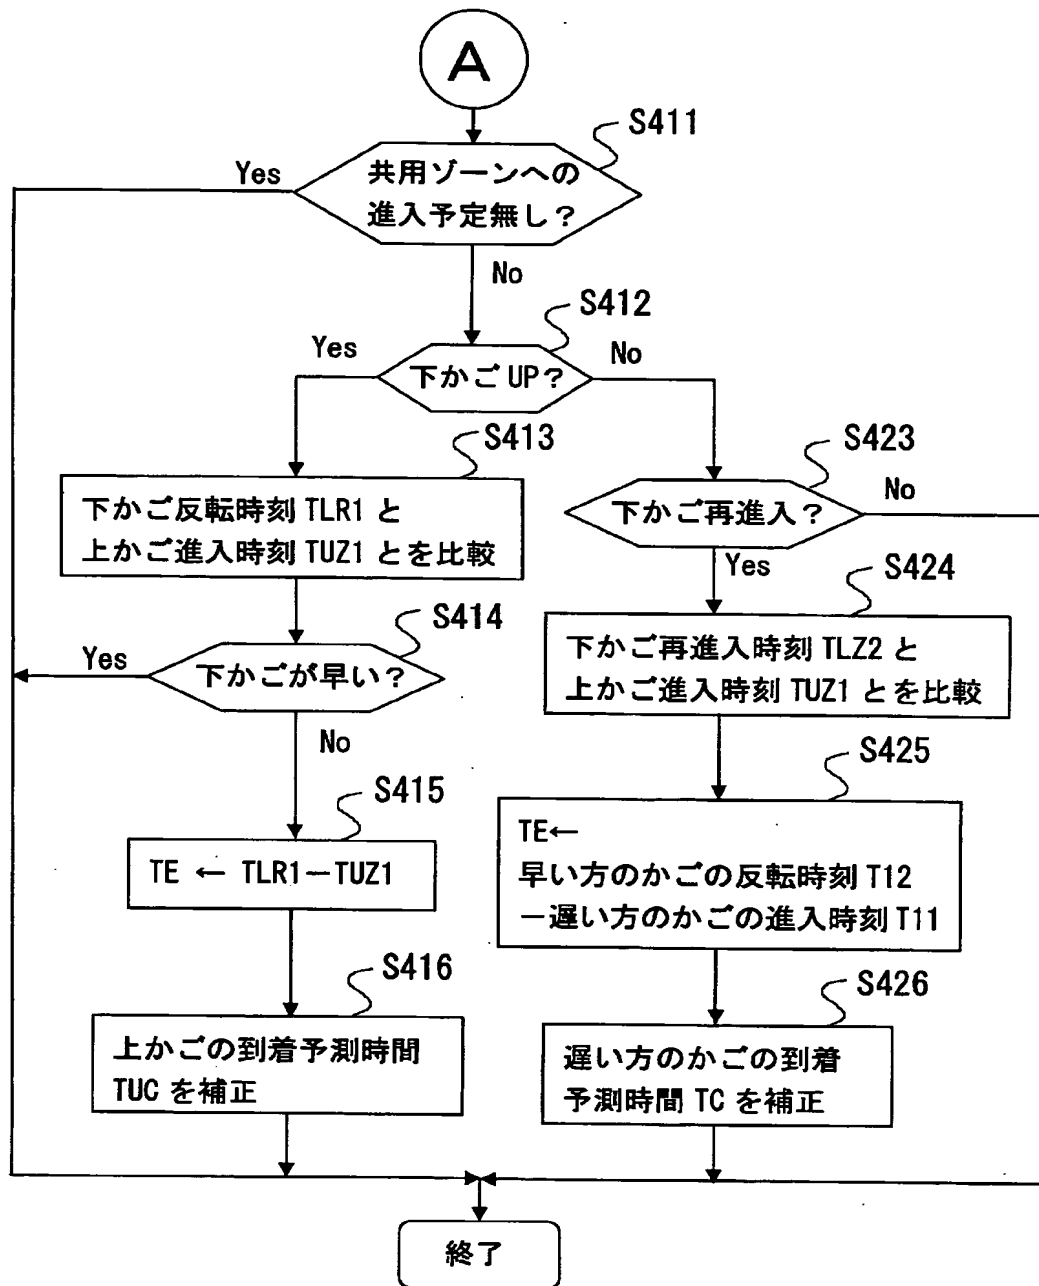 A
S411
共用ゾーンへの
進入予定無し?
Yes
No
S412
下かご UP?
Yes
No
S413
下かご反転時刻 TLR1 と
上かご進入時刻 TUZ1 とを比較
S423
下かご再進入?
No
Yes
S414
下かごが早い?
Yes
No
S424
下かご再進入時刻 TLZ2 と
上かご進入時刻 TUZ1 とを比較
S415
TE ← TLR1-TUZ1
S425
TE←
早い方のかごの反転時刻 T12
-遅い方のかごの進入時刻 T11
S416
上かごの到着予測時間
TUC を補正
S426
遅い方のかごの到着
予測時間 TC を補正
終了